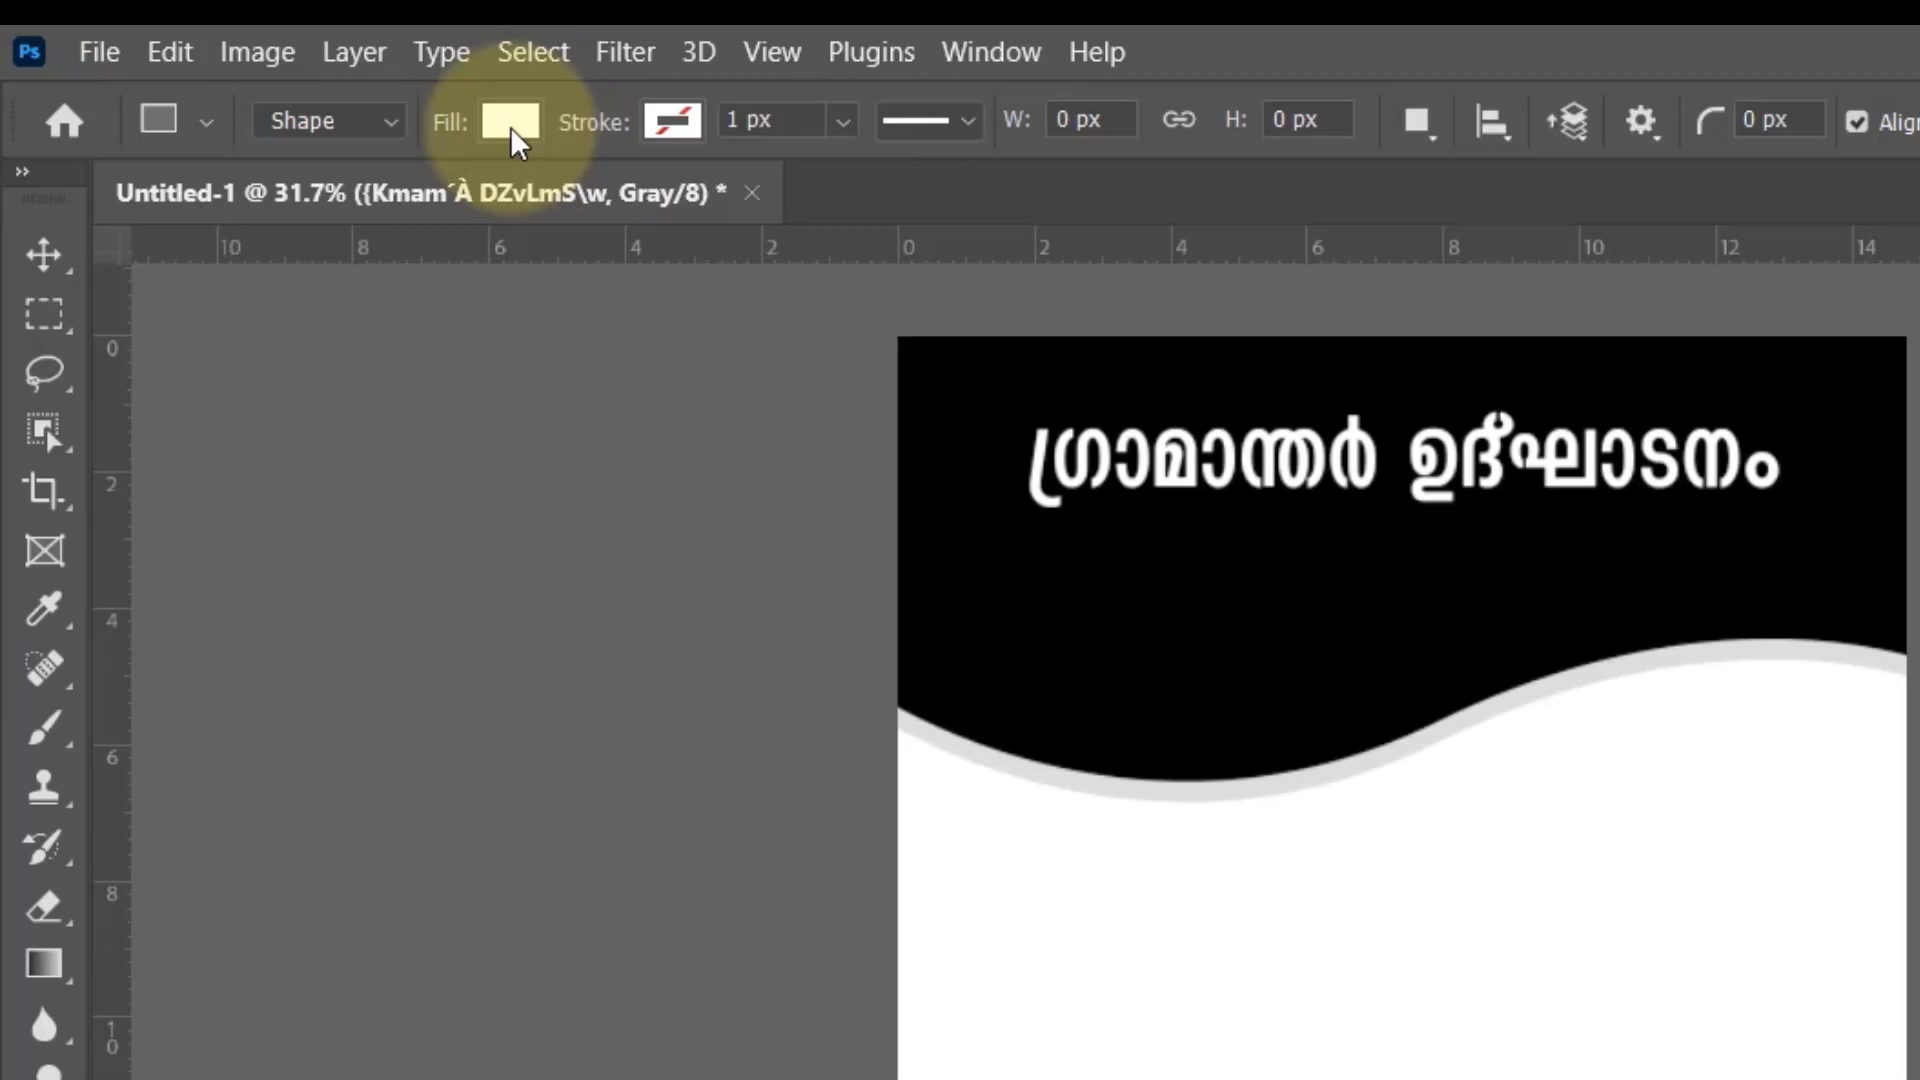 Ps File Edit Image Layer Type Select Filter 3D View Plugins Window Help
Shape Fill: Stroke: 1 px W: 0 px H: 0 px 0 px
Untitled-1 @ 31.7% ({Kmam´À DZvLmS\w, Gray/8) * ×
10 8 6 4 2 0 2 4 6 8 10 12 14
0
ഗ്രാമാന്തർ ഉദ്ഘാടനം
2
4
6
8
10